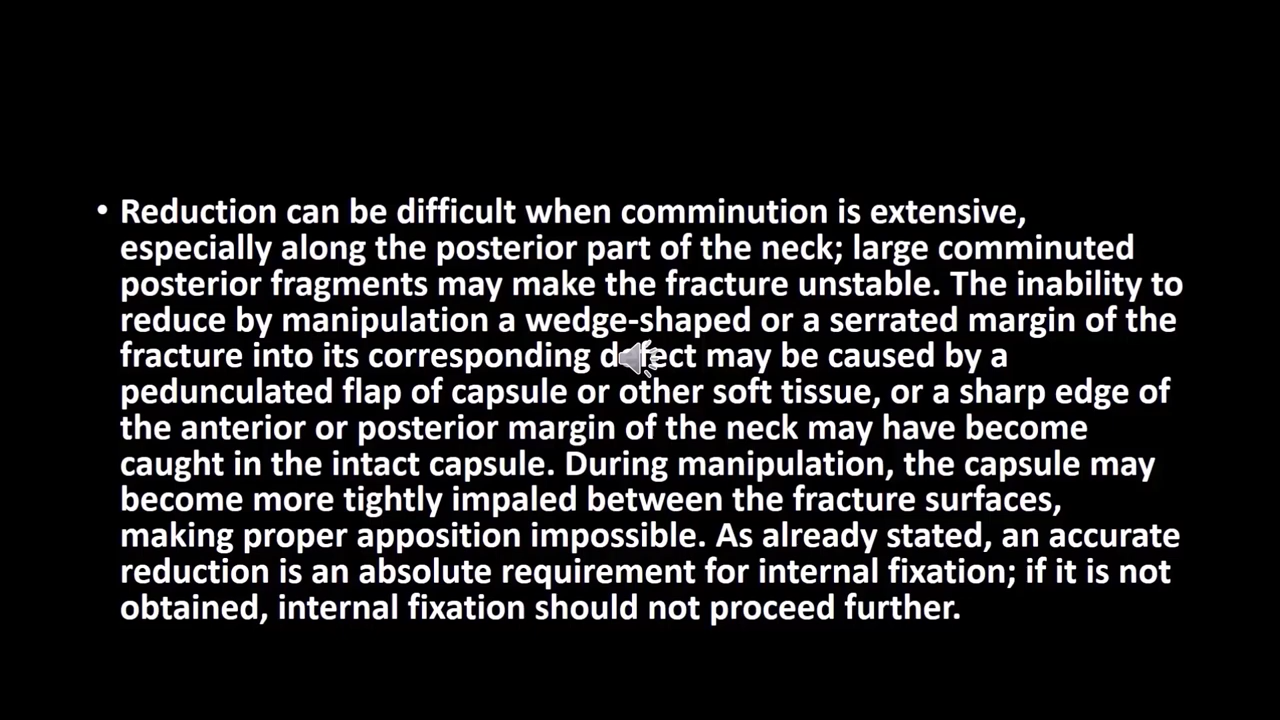 • Reduction can be difficult when comminution is extensive,
especially along the posterior part of the neck; large comminuted
posterior fragments may make the fracture unstable. The inability to
reduce by manipulation a wedge-shaped or a serrated margin of the
fracture into its corresponding defect may be caused by a
pedunculated flap of capsule or other soft tissue, or a sharp edge of
the anterior or posterior margin of the neck may have become
caught in the intact capsule. During manipulation, the capsule may
become more tightly impaled between the fracture surfaces,
making proper apposition impossible. As already stated, an accurate
reduction is an absolute requirement for internal fixation; if it is not
obtained, internal fixation should not proceed further.